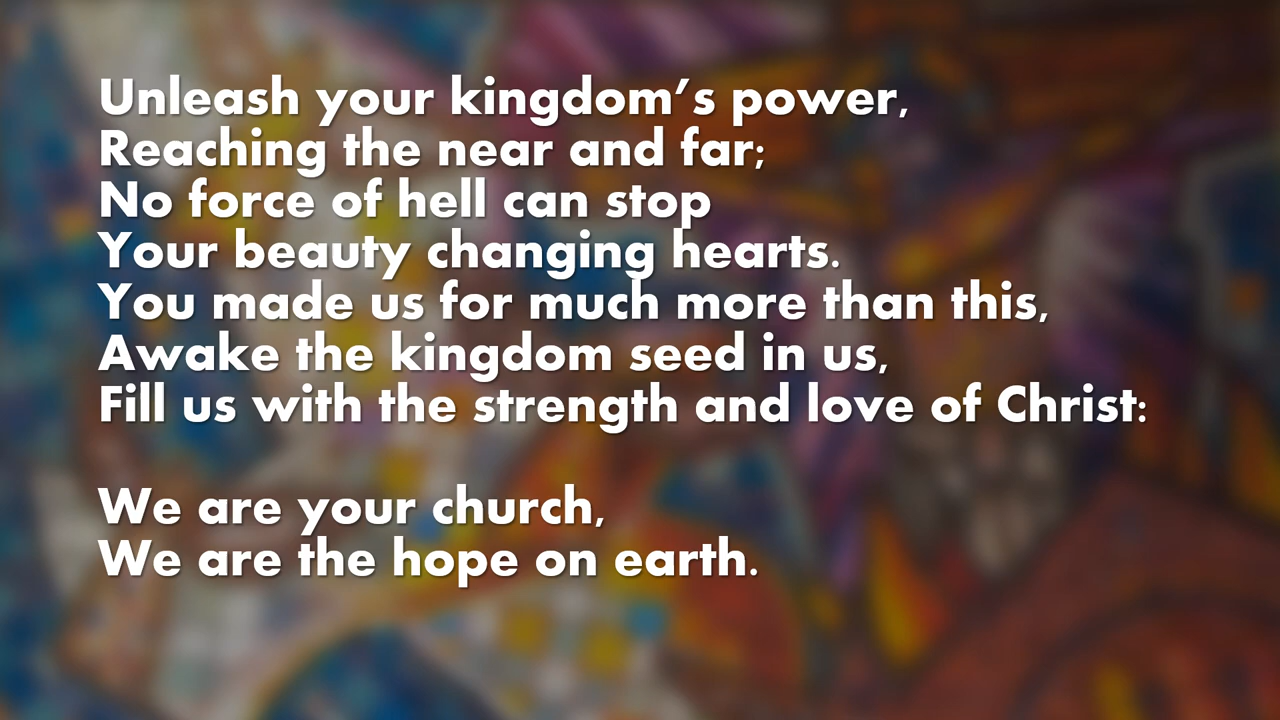 Unleash your kingdom’s power,
Reaching the near and far;
No force of hell can stop
Your beauty changing hearts.
You made us for much more than this,
Awake the kingdom seed in us,
Fill us with the strength and love of Christ:
We are your church,
We are the hope on earth.